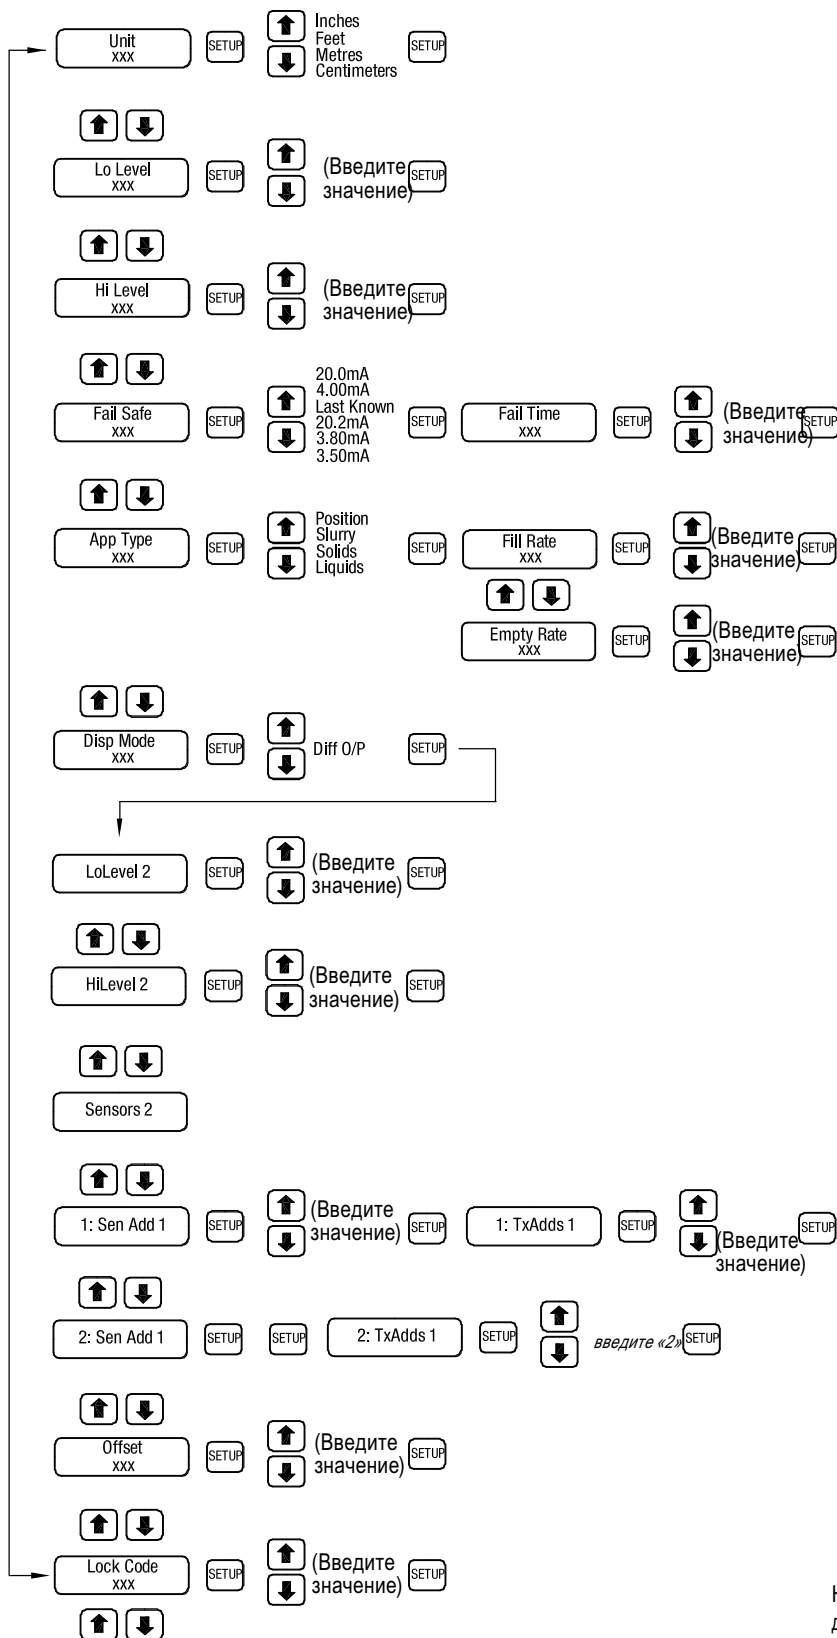 Unit
xxx
SETUP
Inches
Feet
Metres
Centimeters
SETUP
Lo Level
xxx
SETUP
(Введите
значение)
SETUP
Hi Level
xxx
SETUP
(Введите
значение)
SETUP
Fail Safe
xxx
SETUP
20.0mA
4.00mA
Last Known
20.2mA
3.80mA
3.50mA
SETUP
Fail Time
xxx
SETUP
(Введите
значение)
SETUP
App Type
xxx
SETUP
Position
Slurry
Solids
Liquids
SETUP
Fill Rate
xxx
SETUP
(Введите
значение)
SETUP
Empty Rate
xxx
SETUP
(Введите
значение)
SETUP
Disp Mode
xxx
SETUP
Diff O/P
SETUP
LoLevel 2
SETUP
(Введите
значение)
SETUP
HiLevel 2
SETUP
(Введите
значение)
SETUP
Sensors 2
1: Sen Add 1
SETUP
(Введите
значение)
SETUP
1: TxAdds 1
SETUP
(Введите
значение)
SETUP
2: Sen Add 1
SETUP
SETUP
2: TxAdds 1
SETUP
введите «2»
SETUP
Offset
xxx
SETUP
(Введите
значение)
SETUP
Lock Code
xxx
SETUP
(Введите
значение)
SETUP